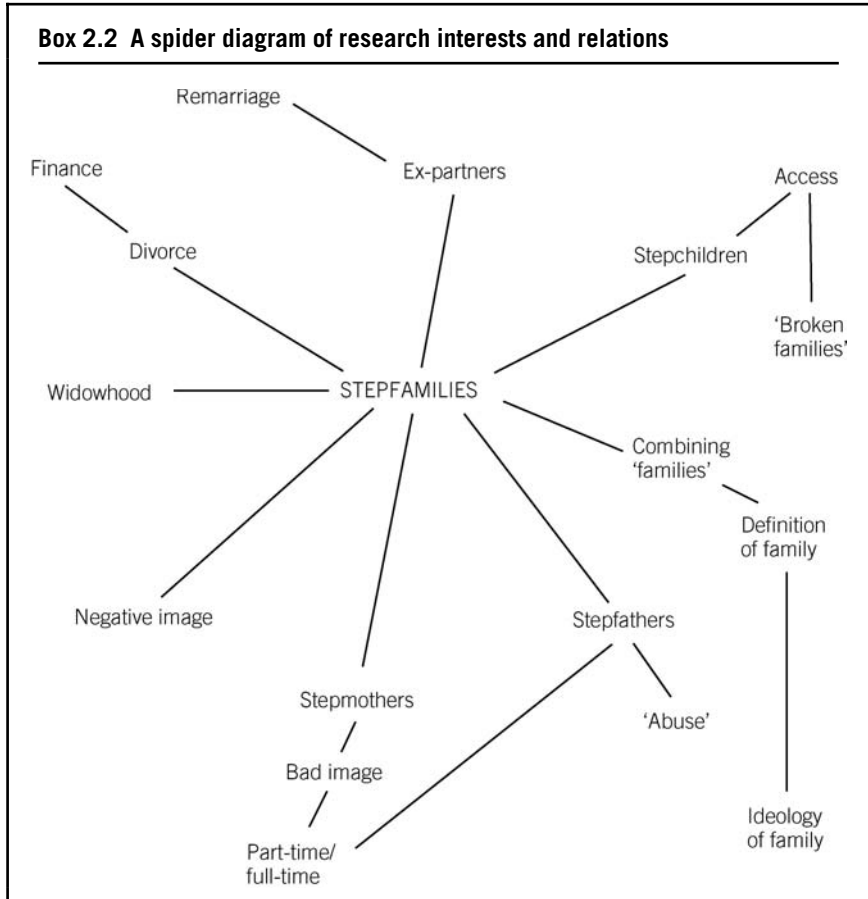 Box 2.2 A spider diagram of research interests and relations
Remarriage
Finance
Ex-partners
Access
Divorce
Stepchildren
‘Broken
families’
Widowhood
STEPFAMILIES
Combining
‘families’
Definition
of family
Negative image
Stepfathers
Stepmothers
‘Abuse’
Bad image
Ideology
of family
Part-time/
full-time